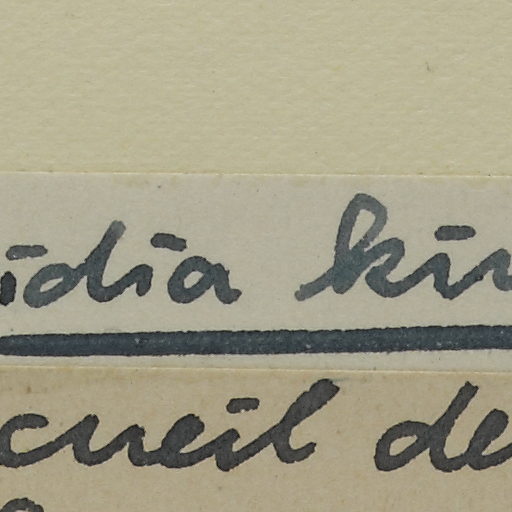 idia kin
cueil de